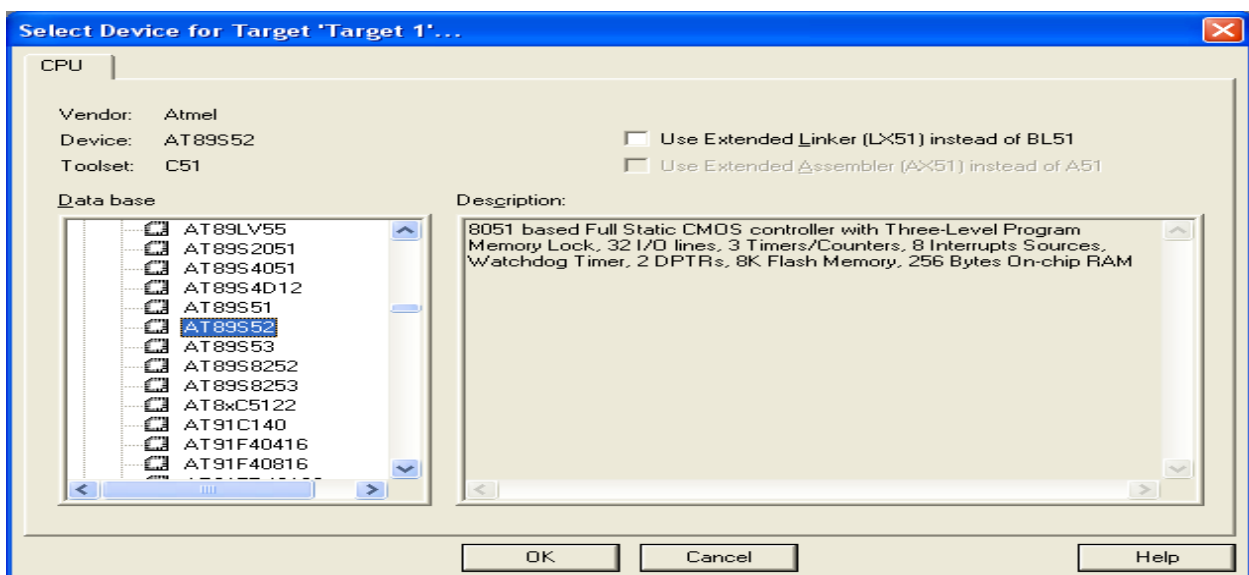 Select Device for Target 'Target 1'...
CPU
Vendor: Atmel
Device: AT89S52
Toolset: C51
Use Extended Linker (LX51) instead of BL51
Use Extended Assembler (AX51) instead of A51
Data base
AT89LV55
AT89S2051
AT89S4051
AT89S4D12
AT89S51
AT89S52
AT89S53
AT89S8252
AT89S8253
AT8xC5122
AT91C140
AT91F40416
AT91F40816
Description:
8051 based Full Static CMOS controller with Three-Level Program
Memory Lock, 32 I/O lines, 3 Timers/Counters, 8 Interrupts Sources,
Watchdog Timer, 2 DPTRs, 8K Flash Memory, 256 Bytes On-chip RAM
OK
Cancel
Help